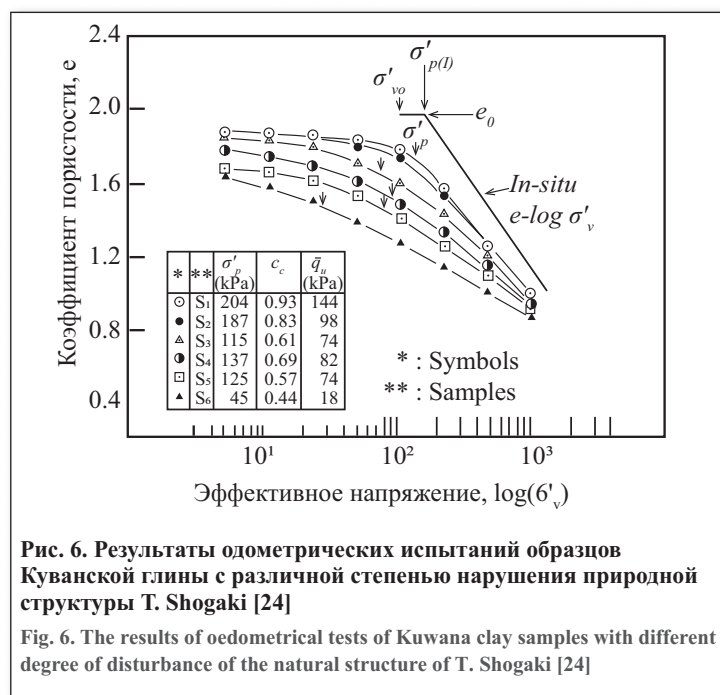 Коэффициент пористости, e
2.4
2.0
1.6
1.2
0.8
0.4
σ'p(I)
σ'vo
e0
σ'p
In-situ
e-log σ'v
* ** σ'p (kPa) cc q̄u (kPa)
S₁ 204 0.93 144
S₂ 187 0.83 98
S₃ 115 0.61 74
S₄ 137 0.69 82
S₅ 125 0.57 74
S₆ 45 0.44 18
* : Symbols
** : Samples
10¹ 10² 10³
Эффективное напряжение, log(6'v)
Рис. 6. Результаты одометрических испытаний образцов
Куванской глины с различной степенью нарушения природной
структуры T. Shogaki [24]
Fig. 6. The results of oedometrical tests of Kuwana clay samples with different
degree of disturbance of the natural structure of T. Shogaki [24]